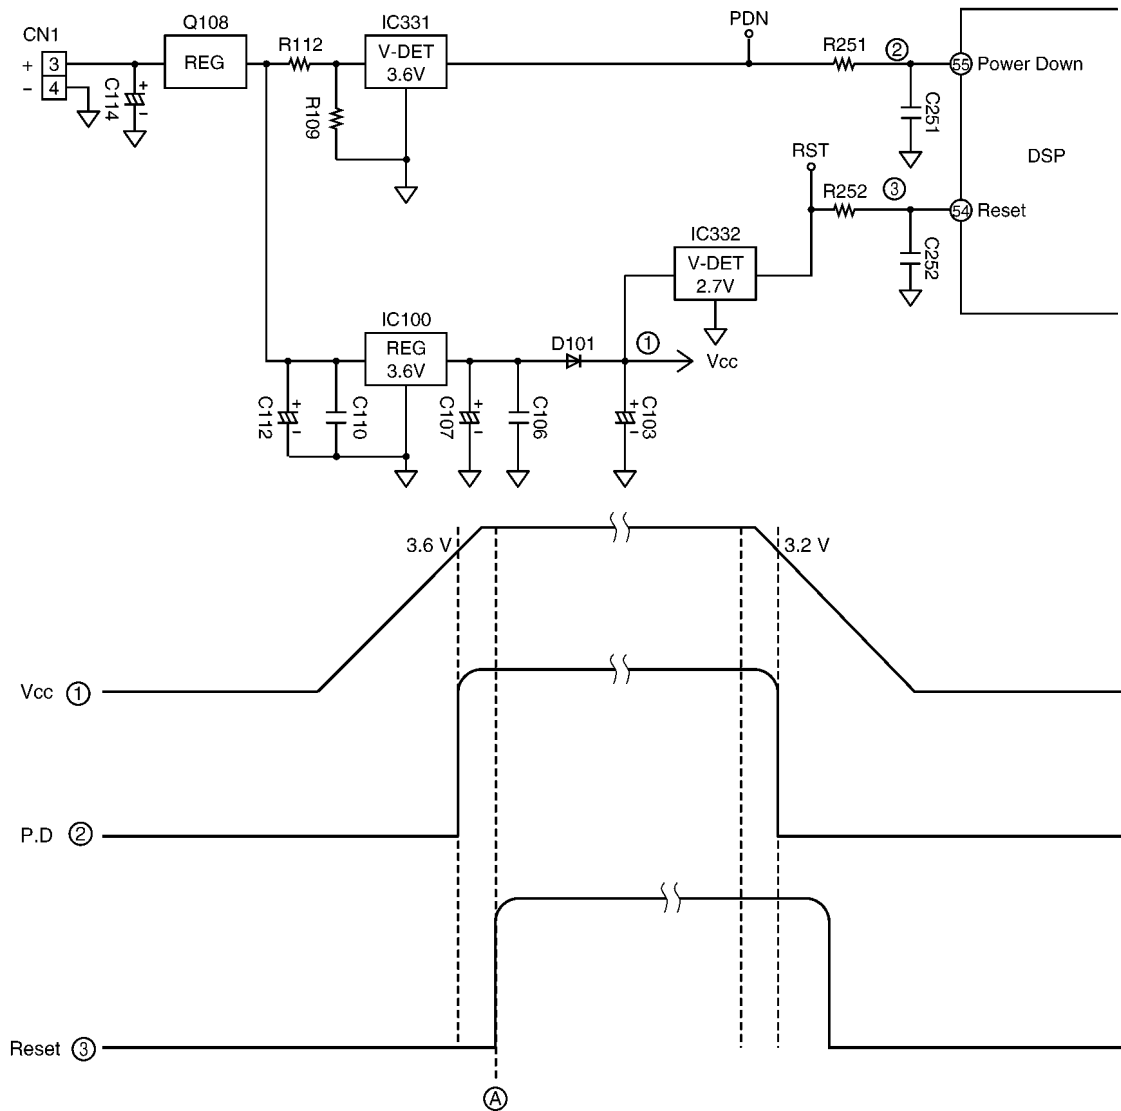 CN1
+ 3
− 4
C114
+
−
Q108
REG
R112
R109
IC331
V-DET
3.6V
PDN
R251
②
55 Power Down
C251
DSP
RST
R252
③
54 Reset
C252
IC332
V-DET
2.7V
IC100
REG
3.6V
D101
①
Vcc
C112
+
−
C110
C107
+
−
C106
C103
+
−
3.6 V
3.2 V
Vcc ①
P.D ②
Reset ③
Ⓐ